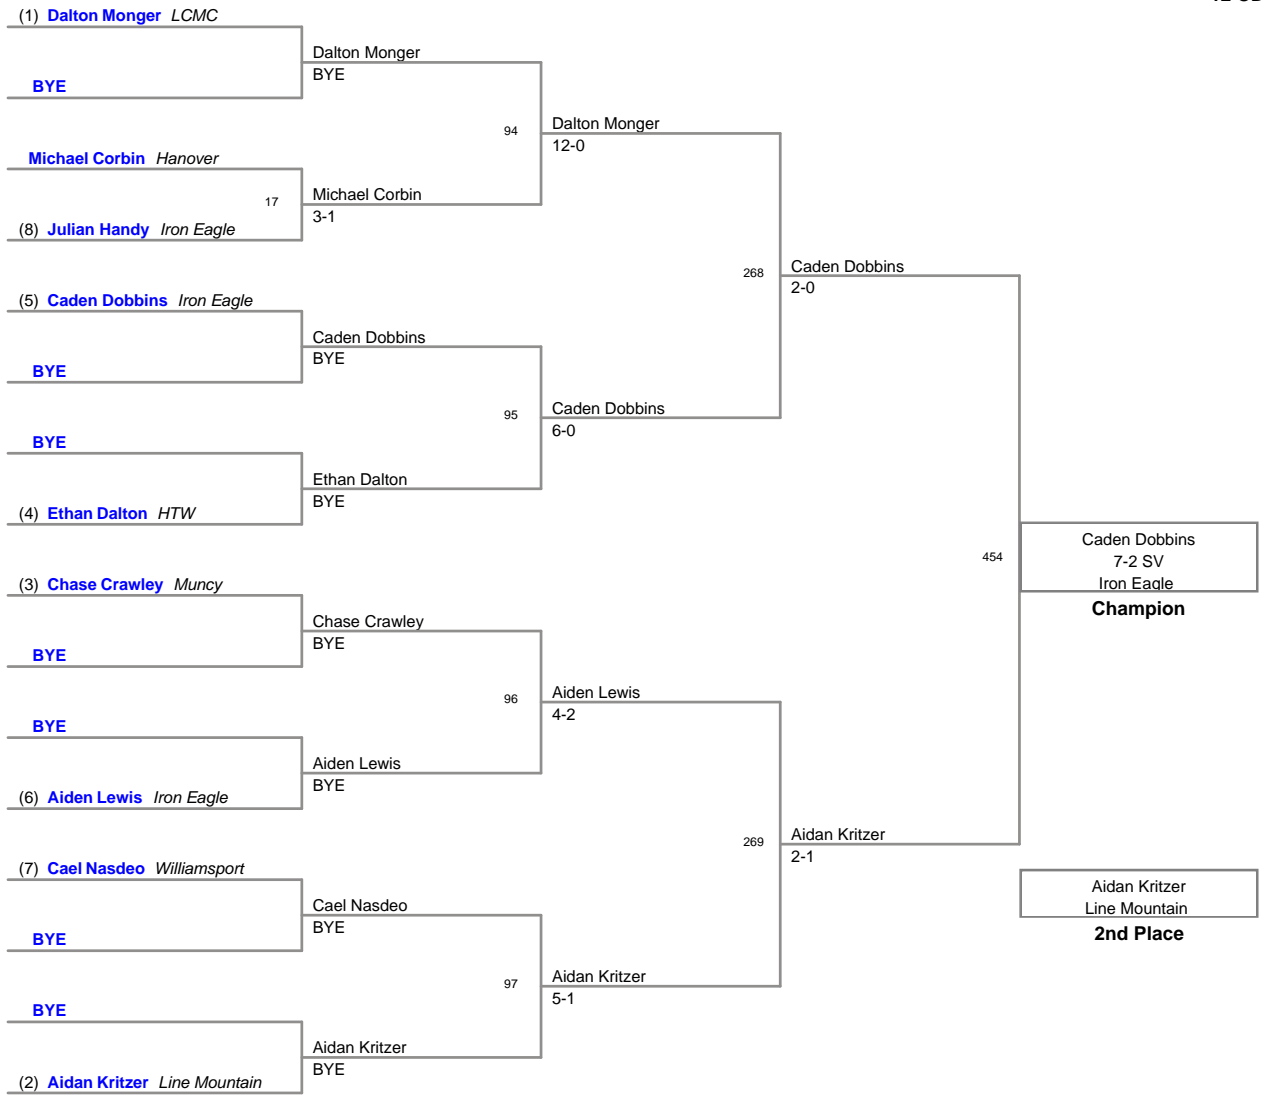 (1) Dalton Monger LCMC
BYE
Michael Corbin Hanover
17
(8) Julian Handy Iron Eagle
(5) Caden Dobbins Iron Eagle
BYE
BYE
(4) Ethan Dalton HTW
(3) Chase Crawley Muncy
BYE
BYE
(6) Aiden Lewis Iron Eagle
(7) Cael Nasdeo Williamsport
BYE
BYE
(2) Aidan Kritzer Line Mountain
Dalton Monger
BYE
94
Michael Corbin
3-1
Caden Dobbins
BYE
95
Ethan Dalton
BYE
Chase Crawley
BYE
96
Aiden Lewis
BYE
Cael Nasdeo
BYE
97
Aidan Kritzer
BYE
Dalton Monger
12-0
268
Caden Dobbins
6-0
Aiden Lewis
4-2
269
Aidan Kritzer
5-1
Caden Dobbins
2-0
454
Aidan Kritzer
2-1
Caden Dobbins
7-2 SV
Iron Eagle
Champion
Aidan Kritzer
Line Mountain
2nd Place